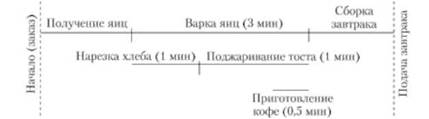 Начало (заказ)
Получение яиц
Варка яиц (3 мин)
Сборка
завтрака
Нарезка хлеба (1 мин)
Поджаривание тоста (1 мин)
Приготовление
кофе (0,5 мин)
Подача завтрака